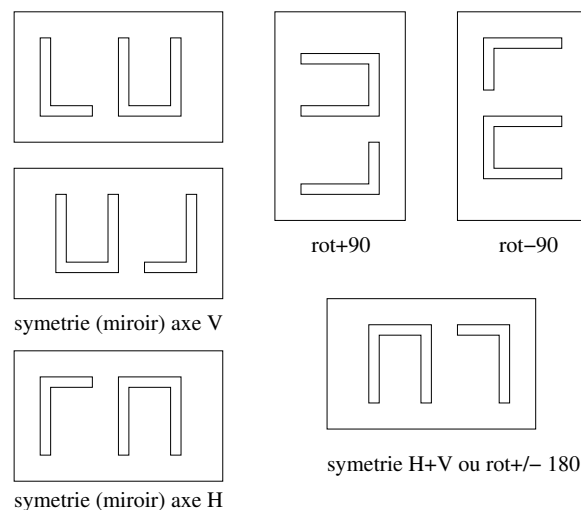 rot+90
rot−90
symetrie (miroir) axe V
symetrie H+V ou rot+/− 180
symetrie (miroir) axe H